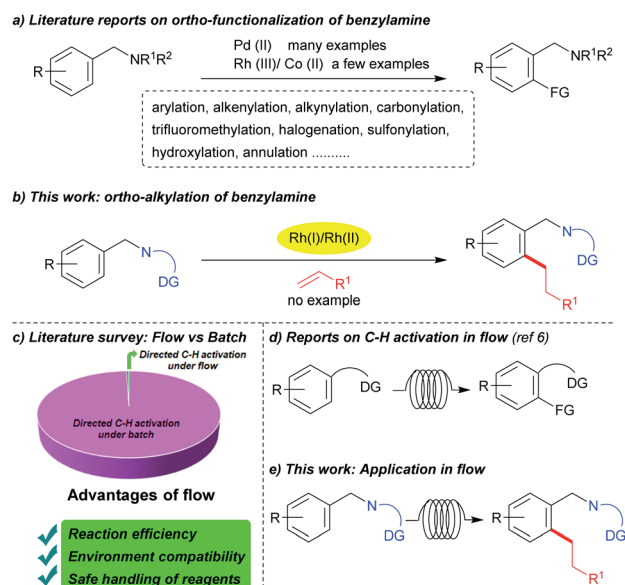 a) Literature reports on ortho-functionalization of benzylamine
R
NR¹R²
Pd (II) many examples
Rh (III)/ Co (II) a few examples
R
NR¹R²
FG
arylation, alkenylation, alkynylation, carbonylation,
trifluoromethylation, halogenation, sulfonylation,
hydroxylation, annulation ..........
b) This work: ortho-alkylation of benzylamine
R
N
DG
Rh(I)/Rh(II)
R¹
no example
R
N
DG
R¹
c) Literature survey: Flow vs Batch
Directed C-H activation
under flow
Directed C-H activation
under batch
Advantages of flow
Reaction efficiency
Environment compatibility
Safe handling of reagents
d) Reports on C-H activation in flow (ref 6)
R
DG
R
DG
FG
e) This work: Application in flow
R
N
DG
R
N
DG
R¹